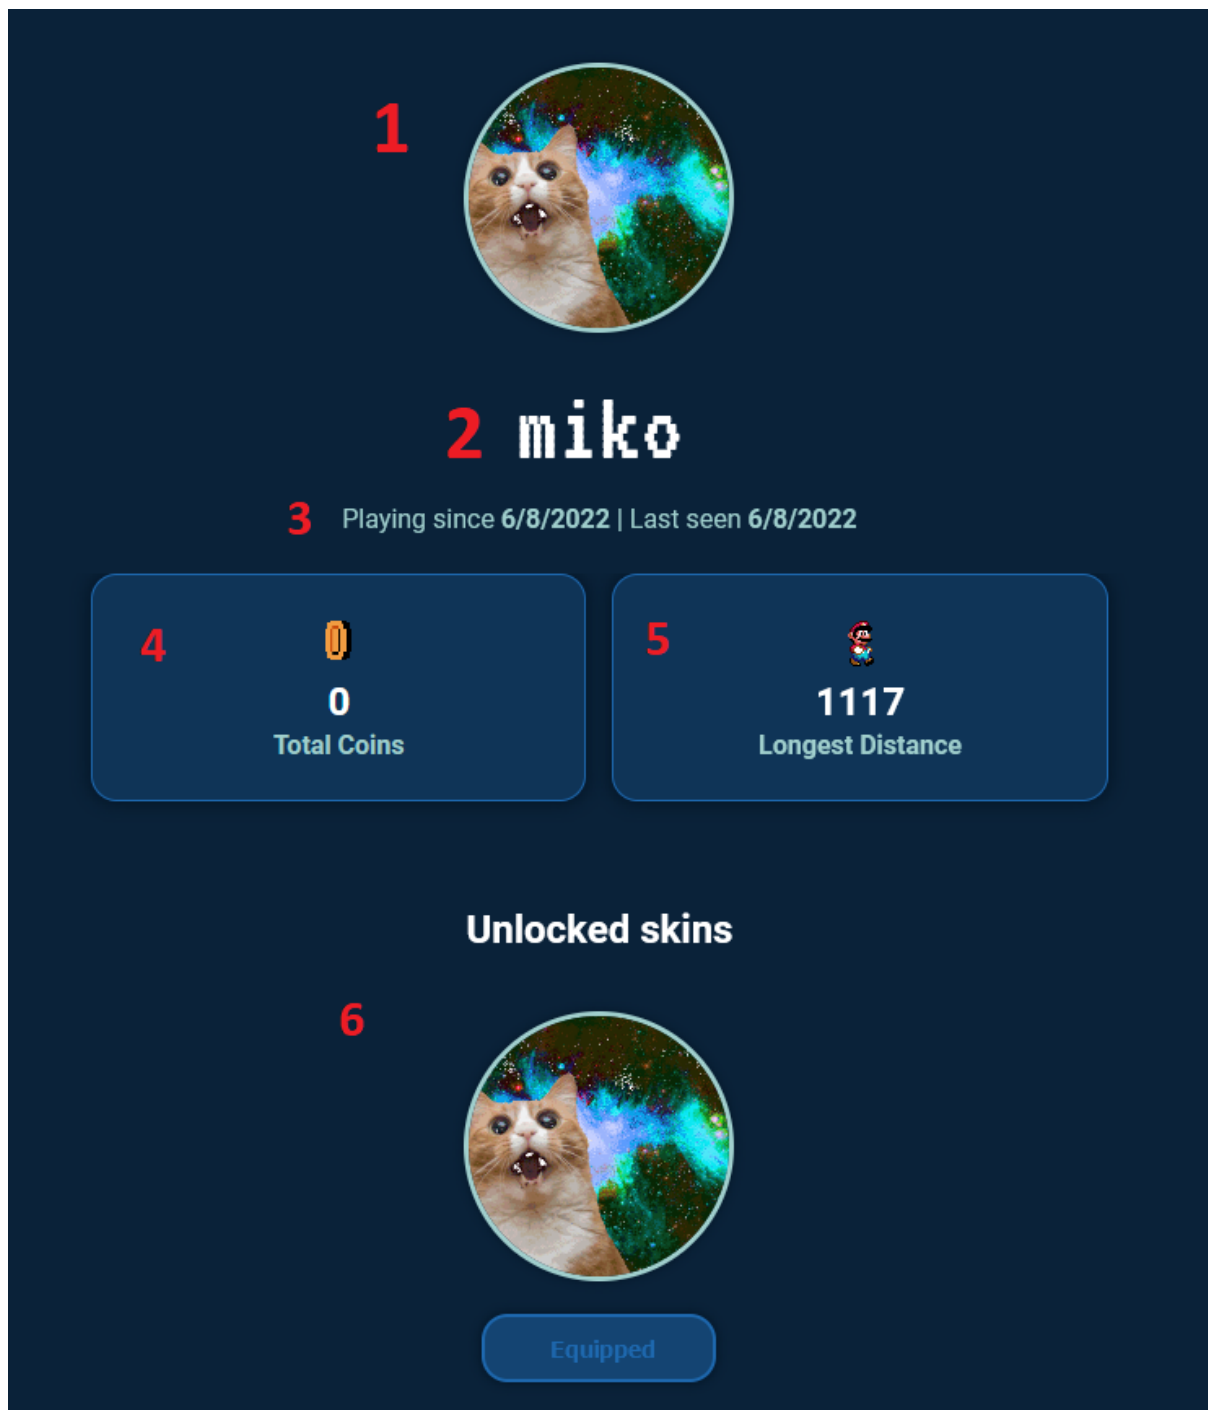 1
2 miko
3 Playing since 6/8/2022 | Last seen 6/8/2022
4
0
Total Coins
5
1117
Longest Distance
Unlocked skins
6
Equipped